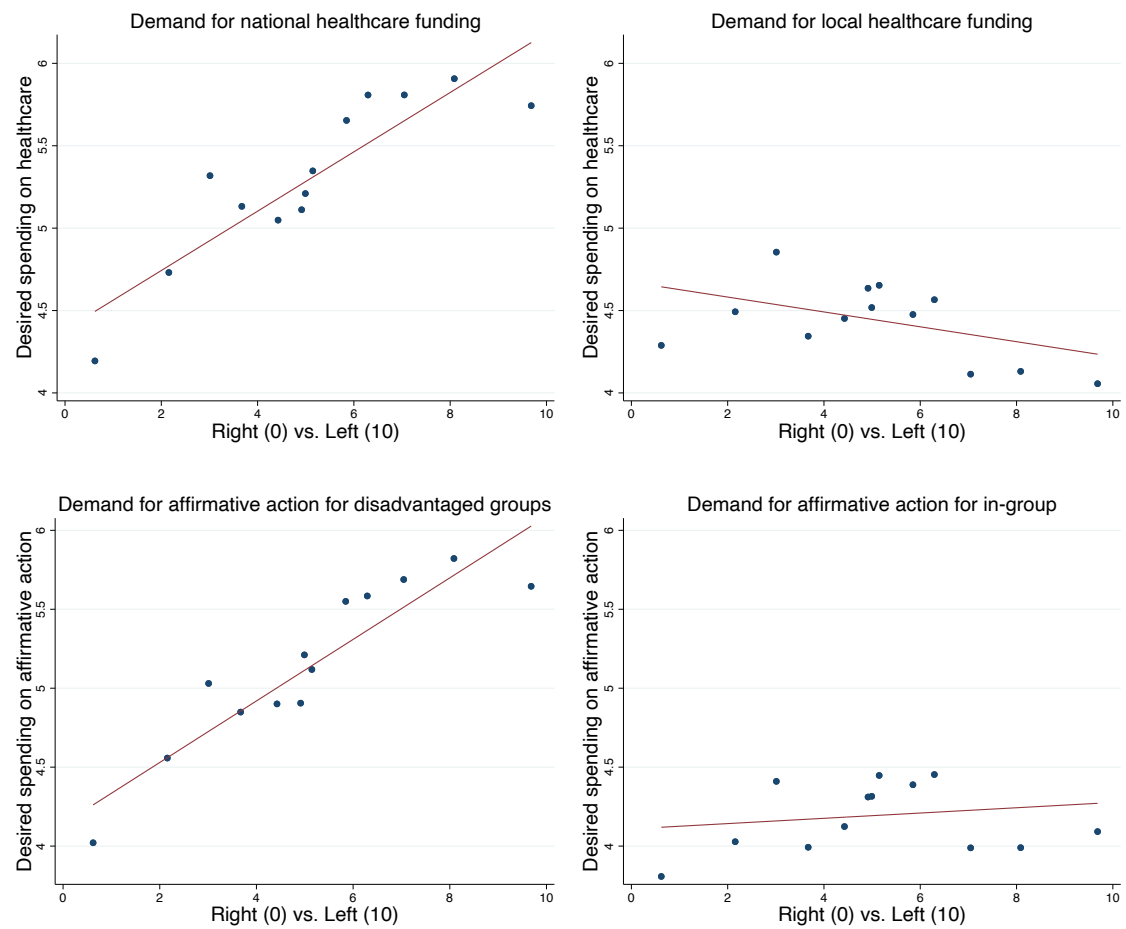 Demand for national healthcare funding
Desired spending on healthcare
4 4.5 5 5.5 6
0 2 4 6 8 10
Right (0) vs. Left (10)
Demand for local healthcare funding
Desired spending on healthcare
4 4.5 5 5.5 6
0 2 4 6 8 10
Right (0) vs. Left (10)
Demand for affirmative action for disadvantaged groups
Desired spending on affirmative action
4 4.5 5 5.5 6
0 2 4 6 8 10
Right (0) vs. Left (10)
Demand for affirmative action for in-group
Desired spending on affirmative action
4 4.5 5 5.5 6
0 2 4 6 8 10
Right (0) vs. Left (10)